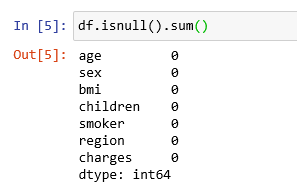 In [5]: df.isnull().sum()
Out[5]: age 0
sex 0
bmi 0
children 0
smoker 0
region 0
charges 0
dtype: int64